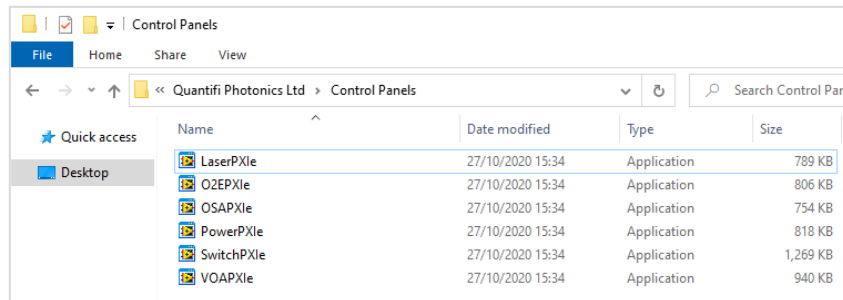 Control Panels
File Home Share View
« Quantifi Photonics Ltd › Control Panels Search Control Par
Quick access
Desktop
Name Date modified Type Size
LaserPXIe 27/10/2020 15:34 Application 789 KB
O2EPXIe 27/10/2020 15:34 Application 806 KB
OSAPXIe 27/10/2020 15:34 Application 754 KB
PowerPXIe 27/10/2020 15:34 Application 818 KB
SwitchPXIe 27/10/2020 15:34 Application 1,269 KB
VOAPXIe 27/10/2020 15:34 Application 940 KB